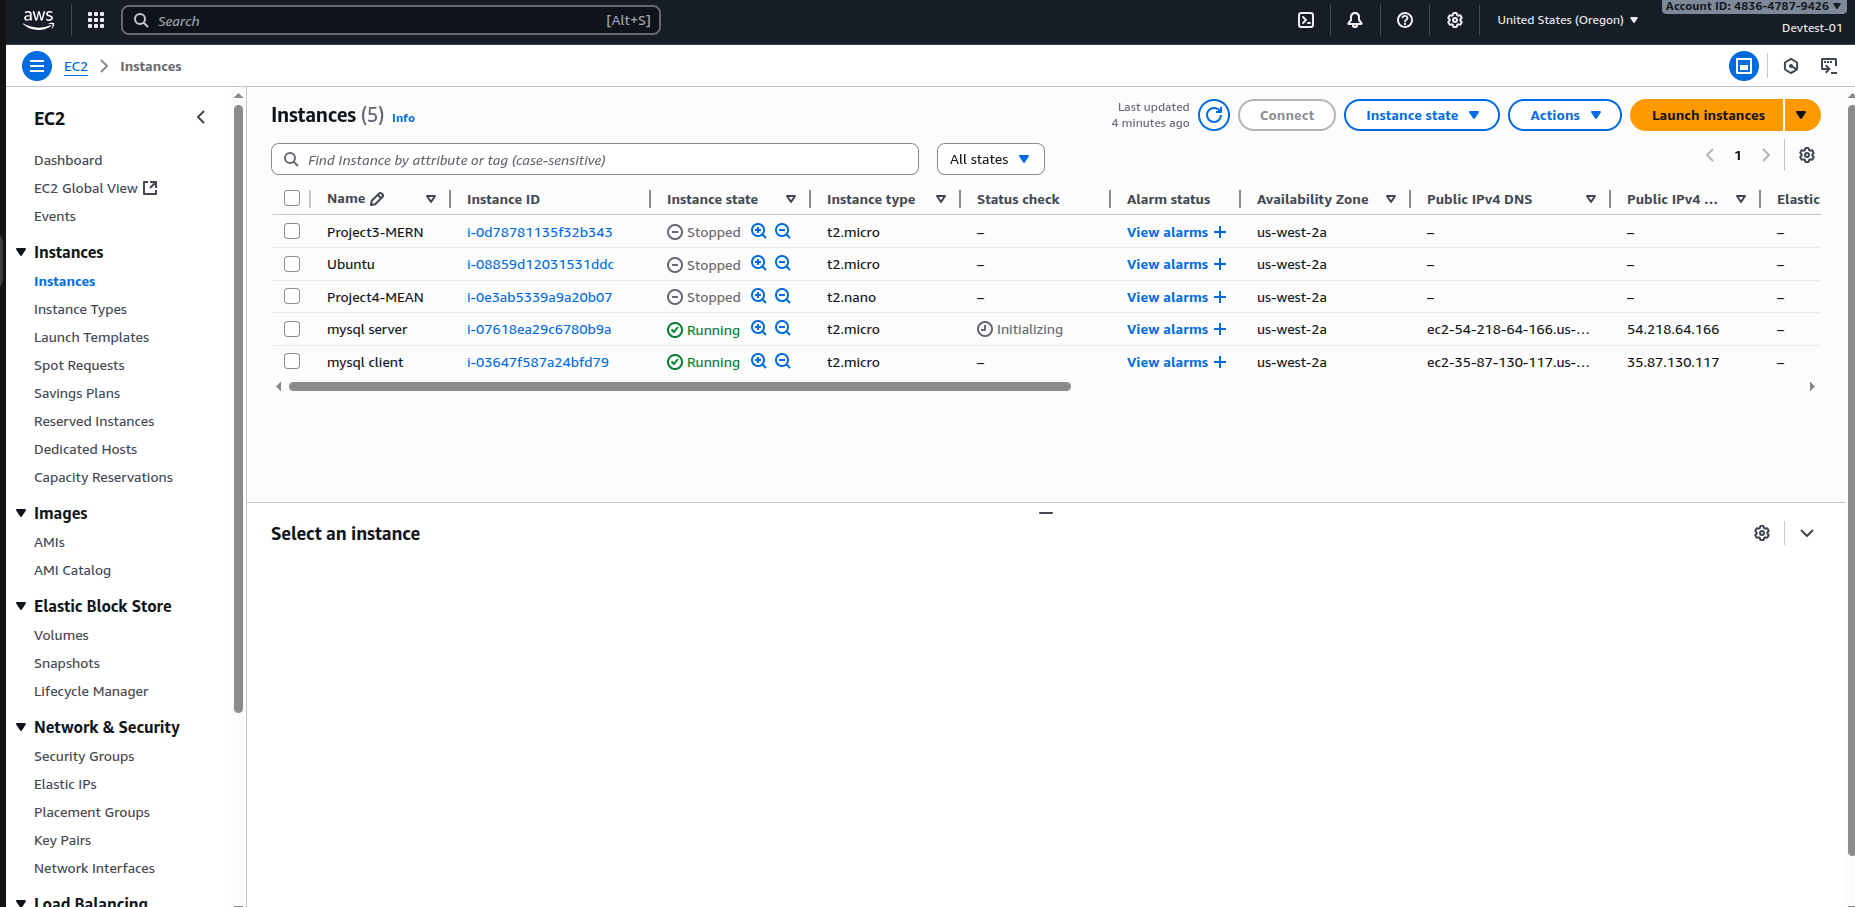 aws
Search [Alt+S]
United States (Oregon)
Account ID: 4836-4787-9426
Devtest-01
EC2 Instances
EC2
Dashboard
EC2 Global View
Events
Instances
Instances
Instance Types
Launch Templates
Spot Requests
Savings Plans
Reserved Instances
Dedicated Hosts
Capacity Reservations
Images
AMIs
AMI Catalog
Elastic Block Store
Volumes
Snapshots
Lifecycle Manager
Network & Security
Security Groups
Elastic IPs
Placement Groups
Key Pairs
Network Interfaces
Load Balancing
Instances (5) Info
Last updated
4 minutes ago
Connect
Instance state
Actions
Launch instances
Find Instance by attribute or tag (case-sensitive)
All states
1
Name Instance ID Instance state Instance type Status check Alarm status Availability Zone Public IPv4 DNS Public IPv4 ... Elastic
Project3-MERN i-0d78781135f32b343 Stopped t2.micro – View alarms + us-west-2a – – –
Ubuntu i-08859d12031531ddc Stopped t2.micro – View alarms + us-west-2a – – –
Project4-MEAN i-0e3ab5339a9a20b07 Stopped t2.nano – View alarms + us-west-2a – – –
mysql server i-07618ea29c6780b9a Running t2.micro Initializing View alarms + us-west-2a ec2-54-218-64-166.us-... 54.218.64.166 –
mysql client i-03647f587a24bfd79 Running t2.micro – View alarms + us-west-2a ec2-35-87-130-117.us-... 35.87.130.117 –
Select an instance